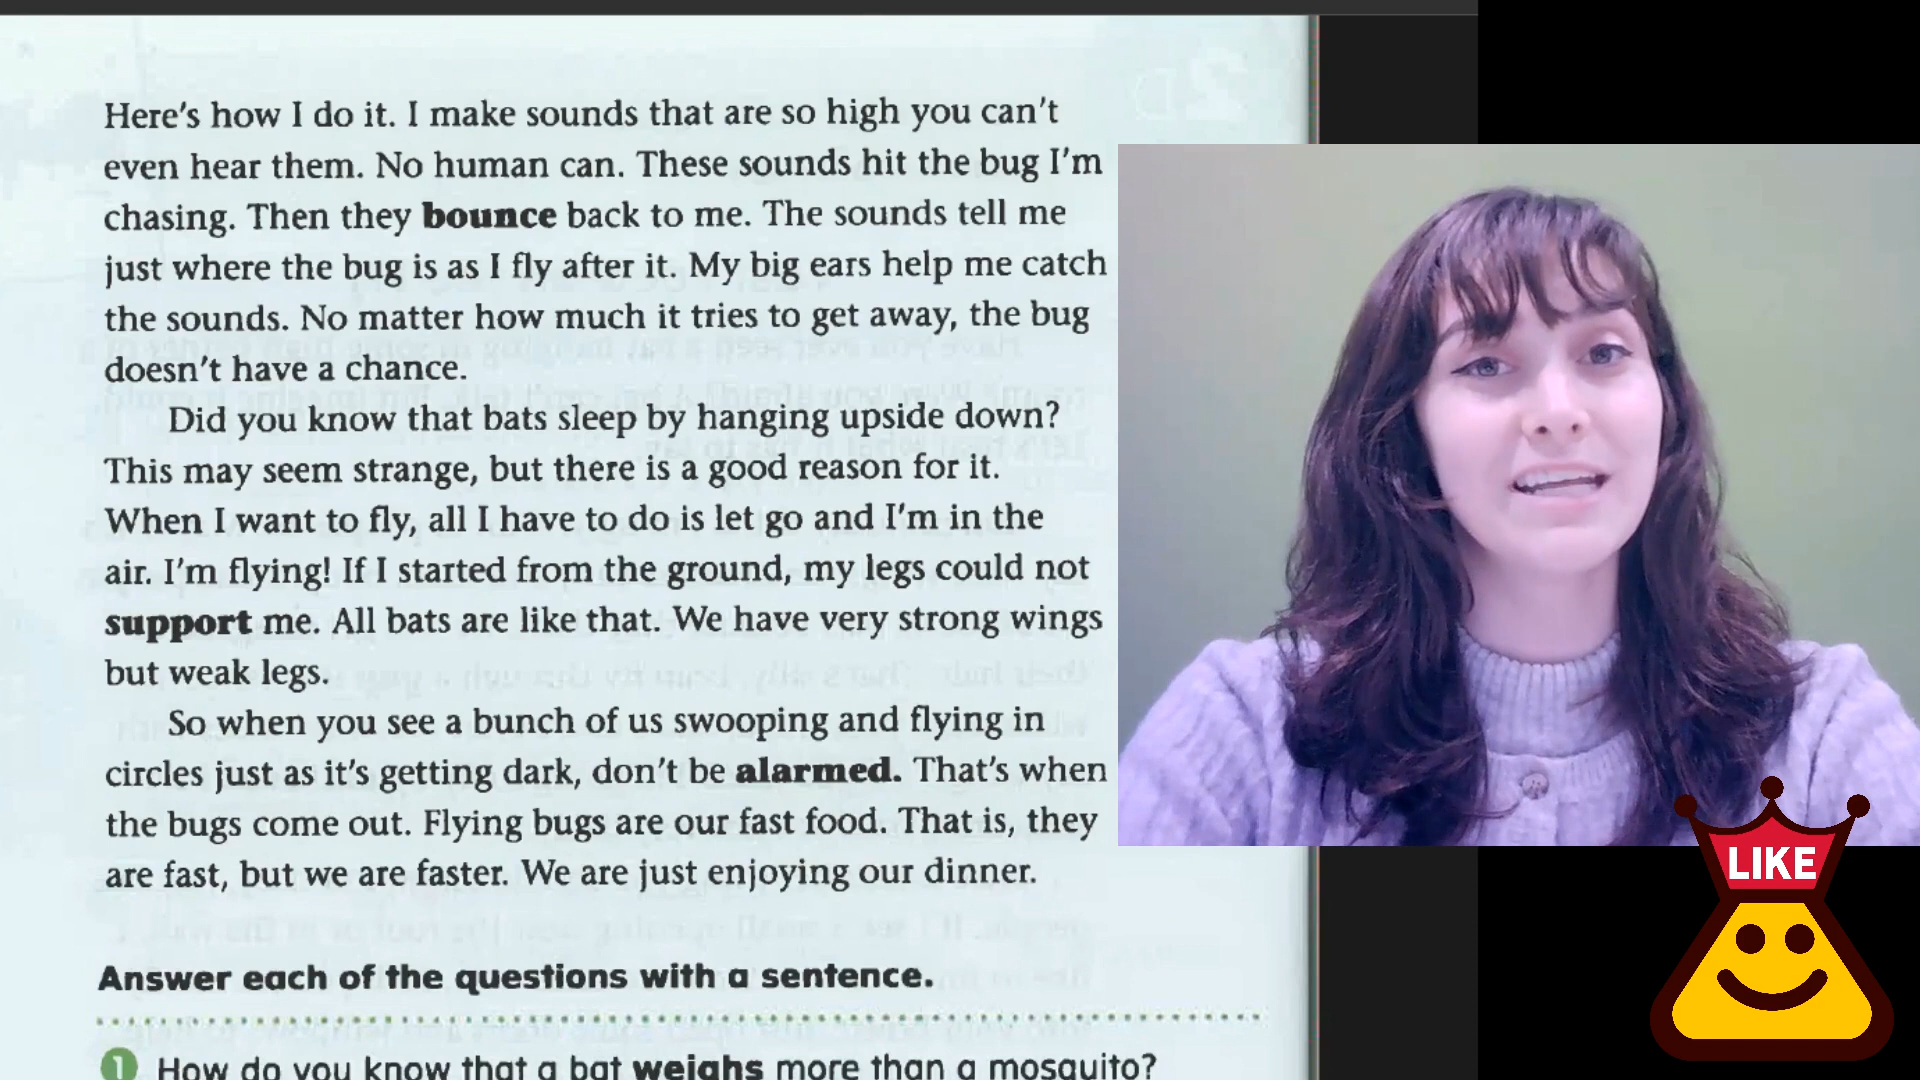 Here's how I do it. I make sounds that are so high you can't
even hear them. No human can. These sounds hit the bug I'm
chasing. Then they bounce back to me. The sounds tell me
just where the bug is as I fly after it. My big ears help me catch
the sounds. No matter how much it tries to get away, the bug
doesn't have a chance.
Did you know that bats sleep by hanging upside down?
This may seem strange, but there is a good reason for it.
When I want to fly, all I have to do is let go and I'm in the
air. I'm flying! If I started from the ground, my legs could not
support me. All bats are like that. We have very strong wings
but weak legs.
So when you see a bunch of us swooping and flying in
circles just as it's getting dark, don't be alarmed. That's when
the bugs come out. Flying bugs are our fast food. That is, they
are fast, but we are faster. We are just enjoying our dinner.
Answer each of the questions with a sentence.
1 How do you know that a bat weighs more than a mosquito?
LIKE